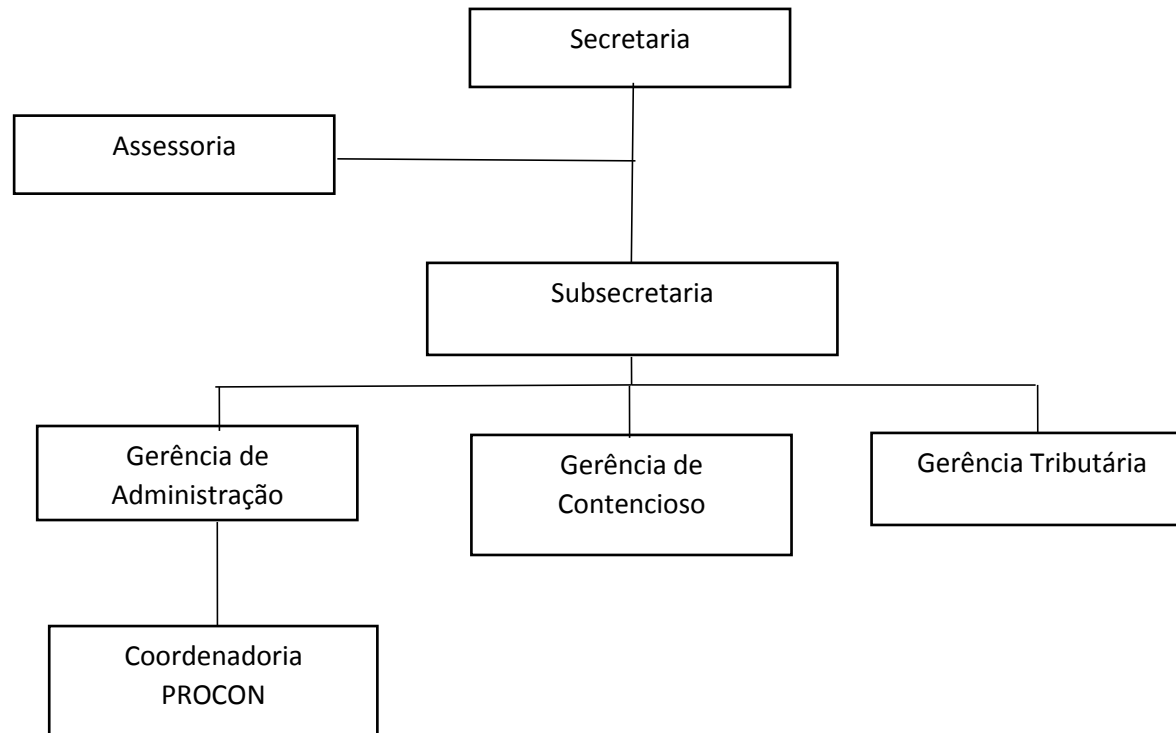 Secretaria
Assessoria
Subsecretaria
Gerência de
Administração
Gerência de
Contencioso
Gerência Tributária
Coordenadoria
PROCON